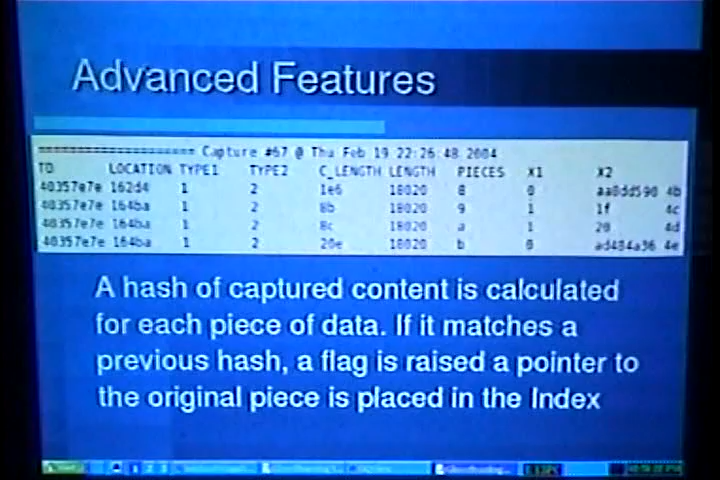 Advanced Features
==================== Capture #67 @ Thu Feb 19 22:26:48 2004
TO LOCATION TYPE1 TYPE2 C_LENGTH LENGTH PIECES X1 X2
40357e7e 162d4 1 2 1e6 18020 8 0 aa8dd590 4b
40357e7e 164ba 1 2 8b 18020 9 1 1f 4c
40357e7e 164ba 1 2 8c 18020 a 1 20 4d
40357e7e 164ba 1 2 20e 18020 b 0 ad484a36 4e
A hash of captured content is calculated
for each piece of data. If it matches a
previous hash, a flag is raised a pointer to
the original piece is placed in the Index